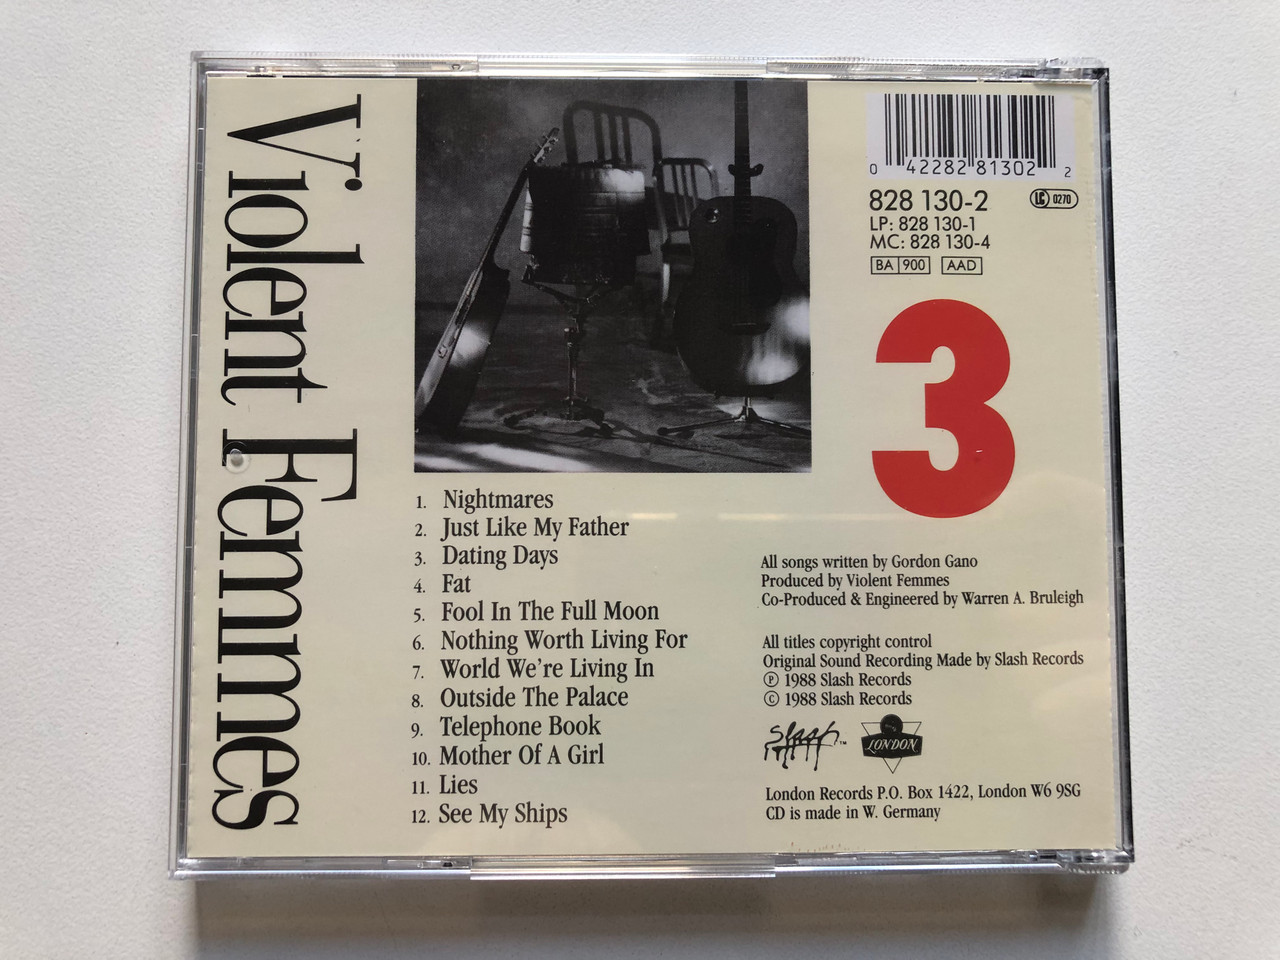 Violent Femmes
0 42282 81302 2
828 130-2
LC 0270
LP: 828 130-1
MC: 828 130-4
BA 900 AAD
3
1. Nightmares
2. Just Like My Father
3. Dating Days
4. Fat
5. Fool In The Full Moon
6. Nothing Worth Living For
7. World We're Living In
8. Outside The Palace
9. Telephone Book
10. Mother Of A Girl
11. Lies
12. See My Ships
All songs written by Gordon Gano
Produced by Violent Femmes
Co-Produced & Engineered by Warren A. Bruleigh
All titles copyright control
Original Sound Recording Made by Slash Records
℗ 1988 Slash Records
© 1988 Slash Records
Slash™
LONDON
London Records P.O. Box 1422, London W6 9SG
CD is made in W. Germany